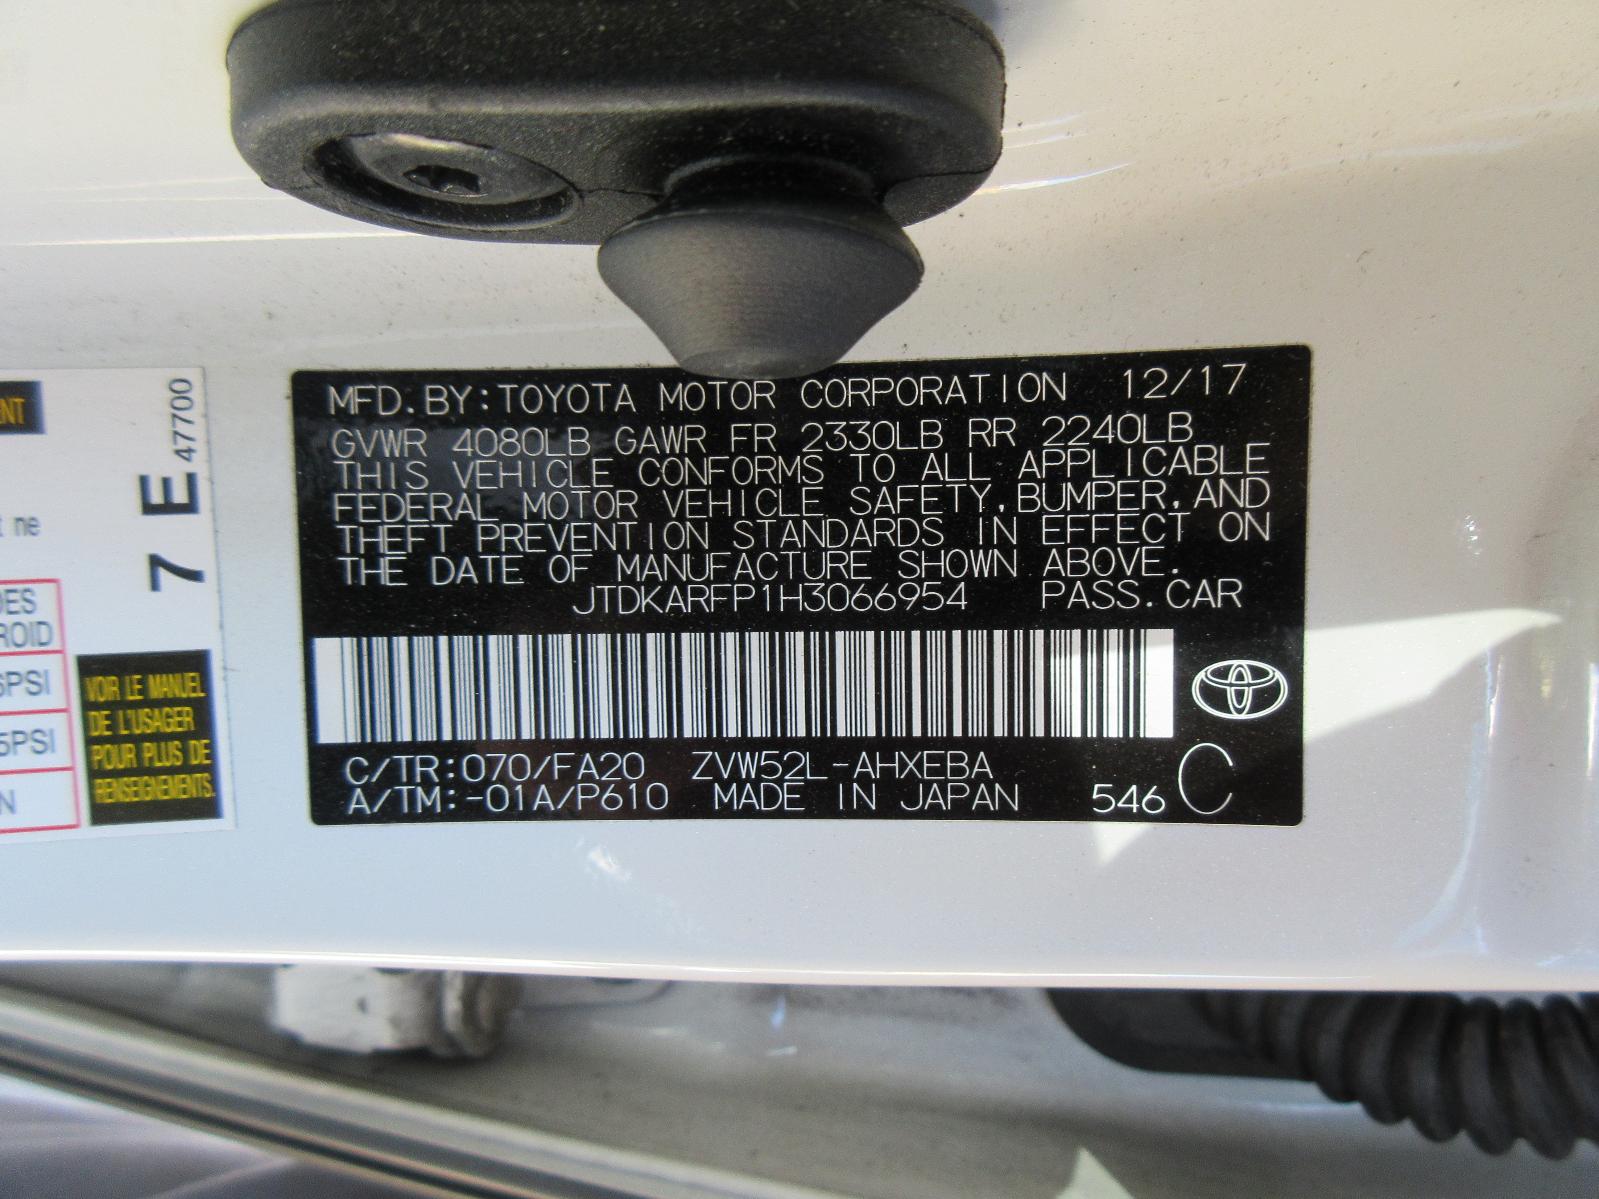 MFD.BY:TOYOTA MOTOR CORPORATION 12/17
GVWR 4080LB GAWR FR 2330LB RR 2240LB
THIS VEHICLE CONFORMS TO ALL APPLICABLE
FEDERAL MOTOR VEHICLE SAFETY,BUMPER,AND
THEFT PREVENTION STANDARDS IN EFFECT ON
THE DATE OF MANUFACTURE SHOWN ABOVE.
JTDKARFP1H3066954 PASS.CAR
C/TR:070/FA20 ZVW52L-AHXEBA
A/TM:-01A/P610 MADE IN JAPAN 546 C
7 E 47700
ne
PSI
5PSI
N
VOIR LE MANUEL
DE L'USAGER
POUR PLUS DE
RENSEIGNEMENTS.